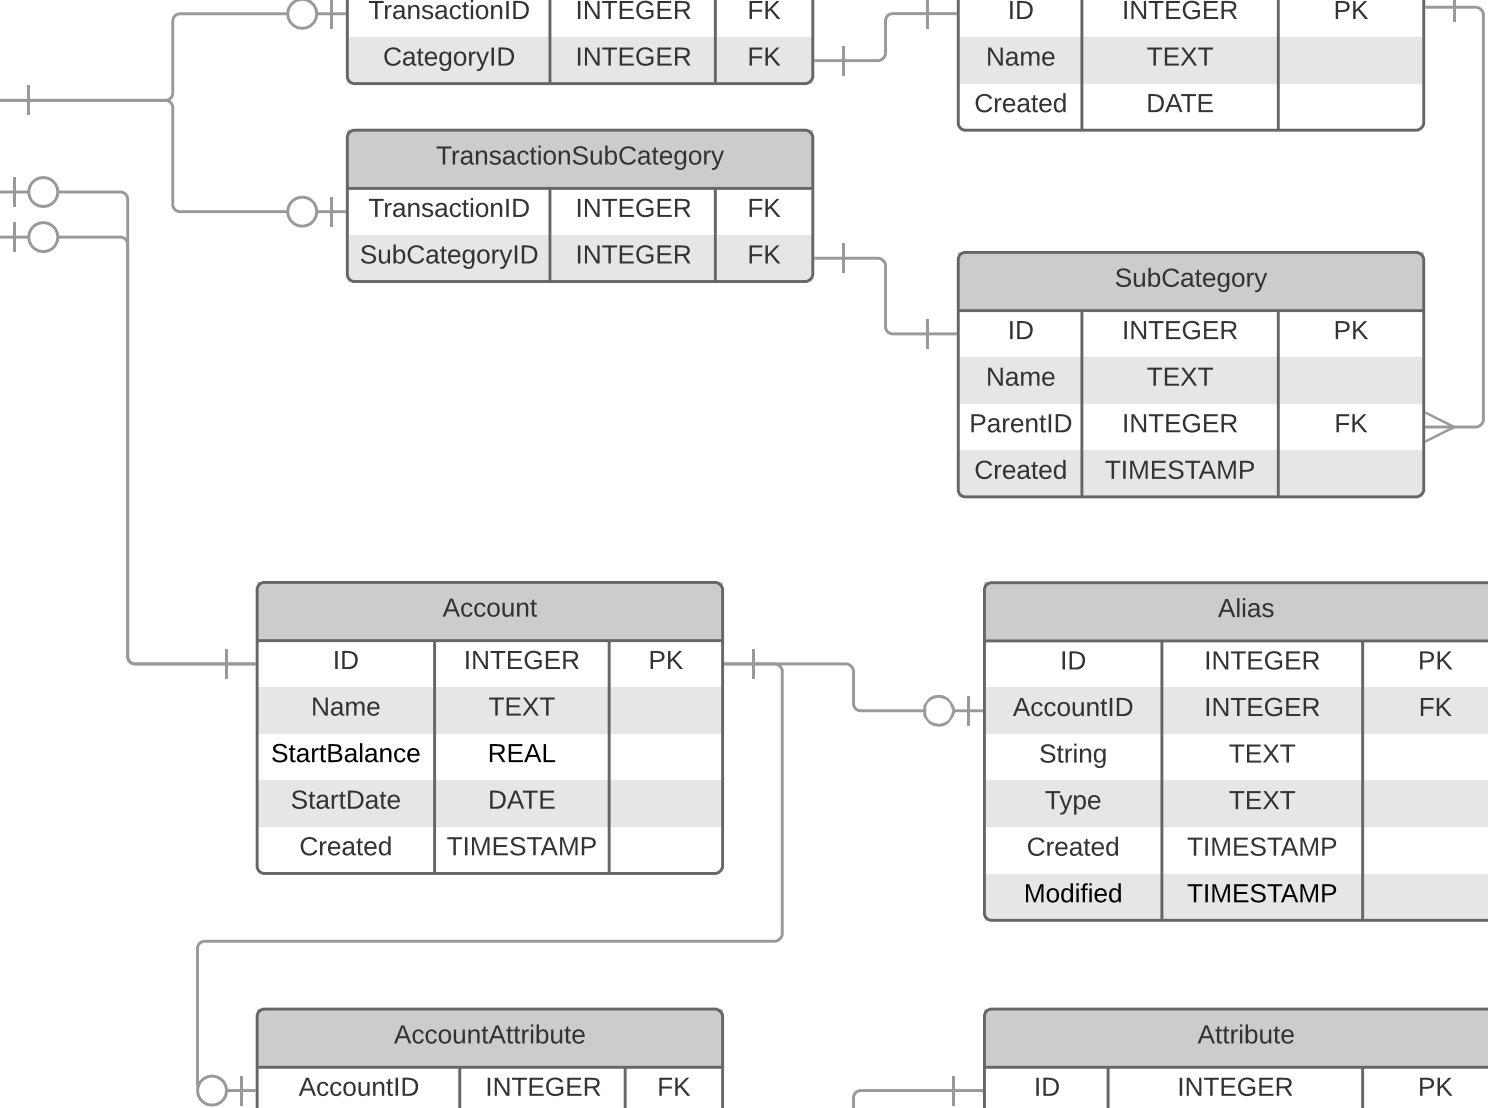 TransactionID INTEGER FK
CategoryID INTEGER FK
ID INTEGER PK
Name TEXT
Created DATE
TransactionSubCategory
TransactionID INTEGER FK
SubCategoryID INTEGER FK
SubCategory
ID INTEGER PK
Name TEXT
ParentID INTEGER FK
Created TIMESTAMP
Account
ID INTEGER PK
Name TEXT
StartBalance REAL
StartDate DATE
Created TIMESTAMP
Alias
ID INTEGER PK
AccountID INTEGER FK
String TEXT
Type TEXT
Created TIMESTAMP
Modified TIMESTAMP
AccountAttribute
AccountID INTEGER FK
Attribute
ID INTEGER PK